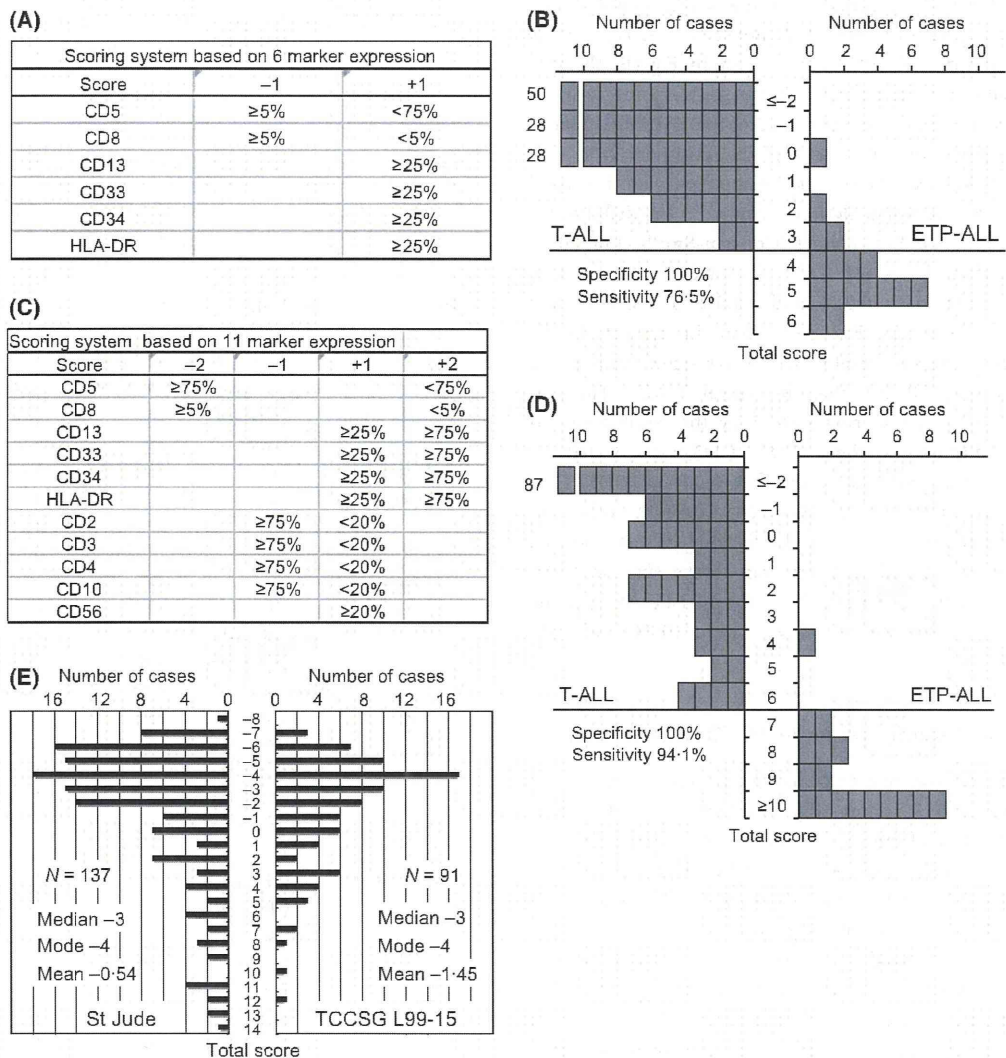 (A)
Scoring system based on 6 marker expression
Score –1 +1
CD5 ≥5% <75%
CD8 ≥5% <5%
CD13 ≥25%
CD33 ≥25%
CD34 ≥25%
HLA-DR ≥25%
(B)
Number of cases Number of cases
10 8 6 4 2 0 0 2 4 6 8 10
50 ≤–2
28 –1
28 0
1
2
3
T-ALL ETP-ALL
4
5
6
Specificity 100%
Sensitivity 76·5%
Total score
(C)
Scoring system based on 11 marker expression
Score –2 –1 +1 +2
CD5 ≥75% <75%
CD8 ≥5% <5%
CD13 ≥25% ≥75%
CD33 ≥25% ≥75%
CD34 ≥25% ≥75%
HLA-DR ≥25% ≥75%
CD2 ≥75% <20%
CD3 ≥75% <20%
CD4 ≥75% <20%
CD10 ≥75% <20%
CD56 ≥20%
(D)
Number of cases Number of cases
10 8 6 4 2 0 0 2 4 6 8 10
87 ≤–2
–1
0
1
2
3
4
5
T-ALL 6 ETP-ALL
7
8
9
≥10
Specificity 100%
Sensitivity 94·1%
Total score
(E)
Number of cases Number of cases
16 12 8 4 0 0 4 8 12 16
–8
–7
–6
–5
–4
–3
–2
–1
0
1
2
3
4
5
6
7
8
9
10
11
12
13
14
N = 137 N = 91
Median –3 Median –3
Mode –4 Mode –4
Mean –0·54 Mean –1·45
St Jude TCCSG L99-15
Total score